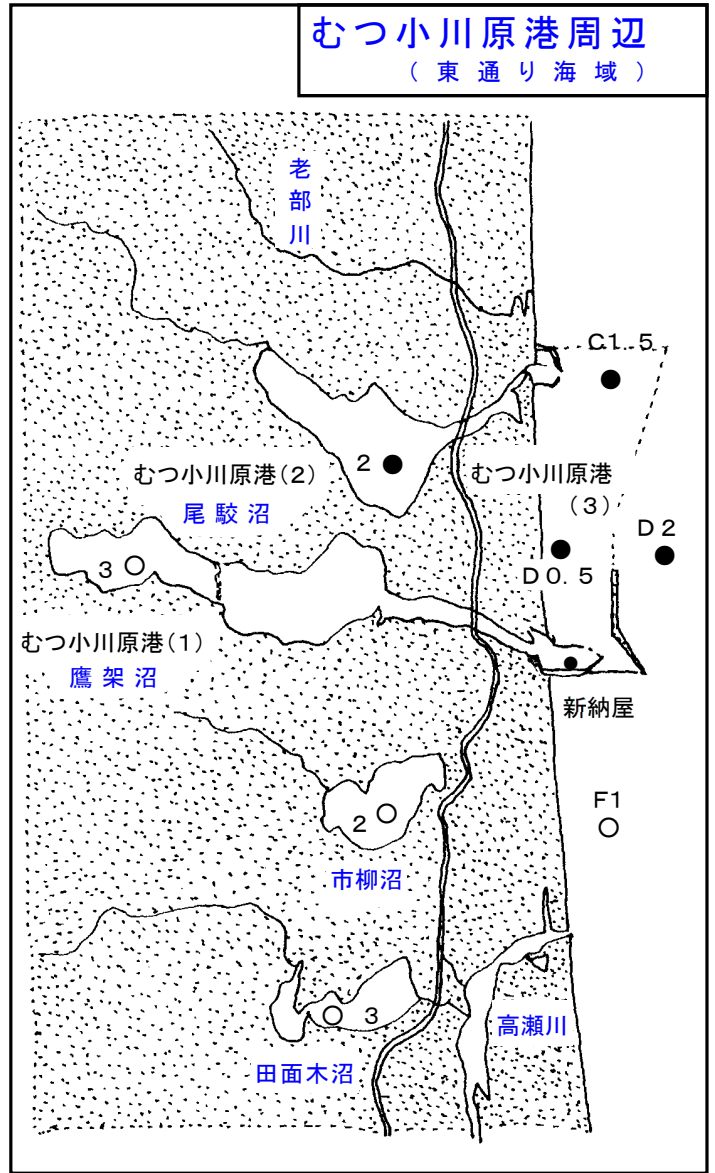 むつ小川原港周辺
(東通り海域)
老部川
C1.5
2
むつ小川原港(2)
尾駮沼
むつ小川原港
(3)
D2
D0.5
3
むつ小川原港(1)
鷹架沼
新納屋
F1
2
市柳沼
3
高瀬川
田面木沼